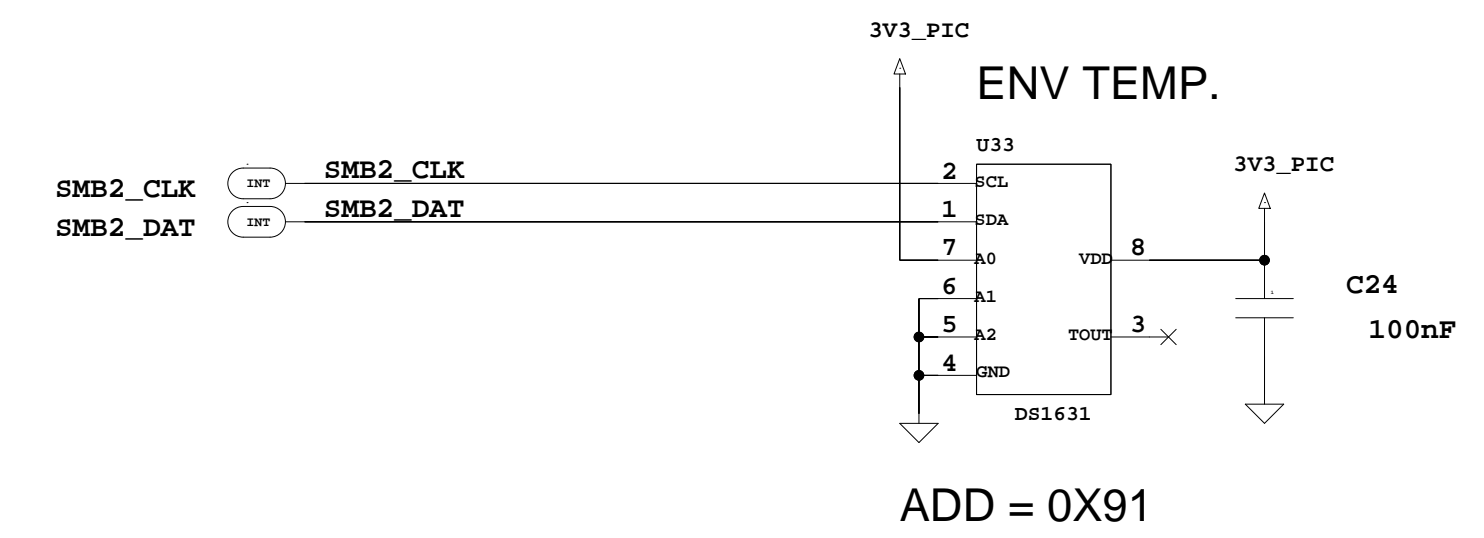 3V3_PIC
ENV TEMP.
U33
3V3_PIC
SMB2_CLK
INT
SMB2_CLK
2
SCL
SMB2_DAT
INT
SMB2_DAT
1
SDA
7
A0
VDD
8
6
A1
C24
1
100nF
5
A2
TOUT
3
4
GND
DS1631
ADD = 0X91